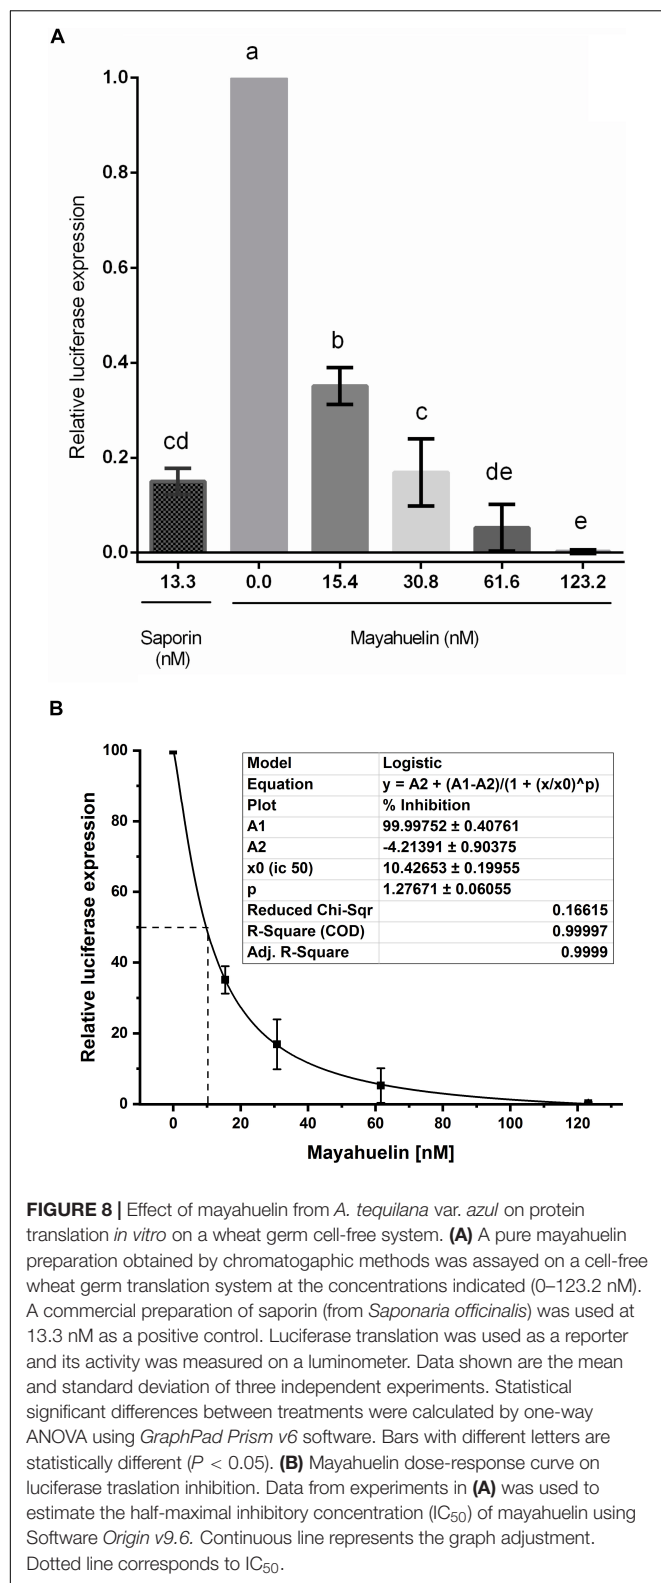 A
a
1.0
0.8
0.6
0.4
0.2
0.0
Relative luciferase expression
b
c
cd
de
e
13.3 0.0 15.4 30.8 61.6 123.2
Saporin
(nM)
Mayahuelin (nM)
B
100
80
60
40
20
0
Relative luciferase expression
Model Logistic
Equation y = A2 + (A1-A2)/(1 + (x/x0)^p)
Plot % Inhibition
A1 99.99752 ± 0.40761
A2 -4.21391 ± 0.90375
x0 (ic 50) 10.42653 ± 0.19955
p 1.27671 ± 0.06055
Reduced Chi-Sqr 0.16615
R-Square (COD) 0.99997
Adj. R-Square 0.9999
0 20 40 60 80 100 120
Mayahuelin [nM]
FIGURE 8 | Effect of mayahuelin from A. tequilana var. azul on protein
translation in vitro on a wheat germ cell-free system. (A) A pure mayahuelin
preparation obtained by chromatogaphic methods was assayed on a cell-free
wheat germ translation system at the concentrations indicated (0–123.2 nM).
A commercial preparation of saporin (from Saponaria officinalis) was used at
13.3 nM as a positive control. Luciferase translation was used as a reporter
and its activity was measured on a luminometer. Data shown are the mean
and standard deviation of three independent experiments. Statistical
significant differences between treatments were calculated by one-way
ANOVA using GraphPad Prism v6 software. Bars with different letters are
statistically different (P < 0.05). (B) Mayahuelin dose-response curve on
luciferase traslation inhibition. Data from experiments in (A) was used to
estimate the half-maximal inhibitory concentration (IC50) of mayahuelin using
Software Origin v9.6. Continuous line represents the graph adjustment.
Dotted line corresponds to IC50.